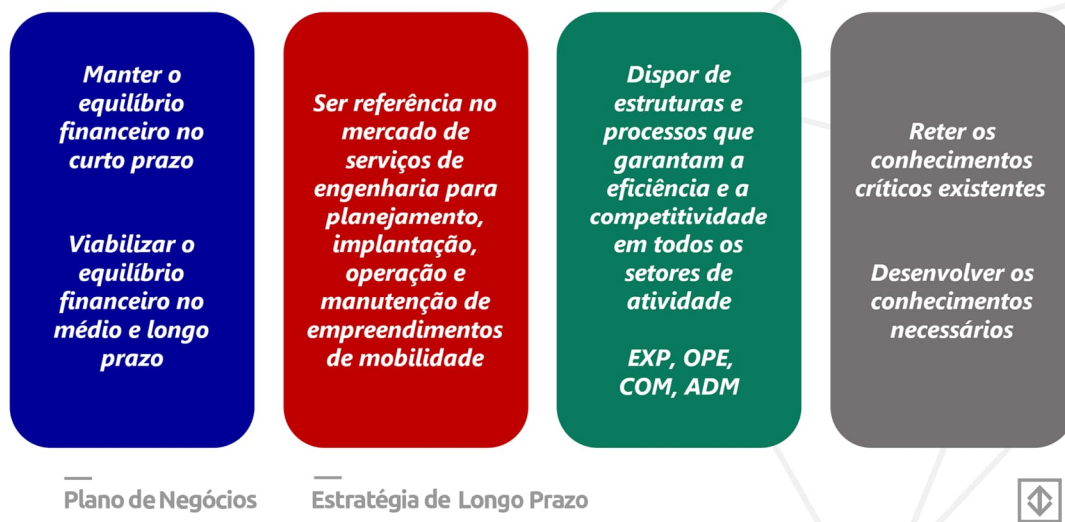 Manter o
equilíbrio
financeiro no
curto prazo
Viabilizar o
equilíbrio
financeiro no
médio e longo
prazo
Ser referência no
mercado de
serviços de
engenharia para
planejamento,
implantação,
operação e
manutenção de
empreendimentos
de mobilidade
Dispor de
estruturas e
processos que
garantam a
eficiência e a
competitividade
em todos os
setores de
atividade
EXP, OPE,
COM, ADM
Reter os
conhecimentos
críticos existentes
Desenvolver os
conhecimentos
necessários
Plano de Negócios
Estratégia de Longo Prazo